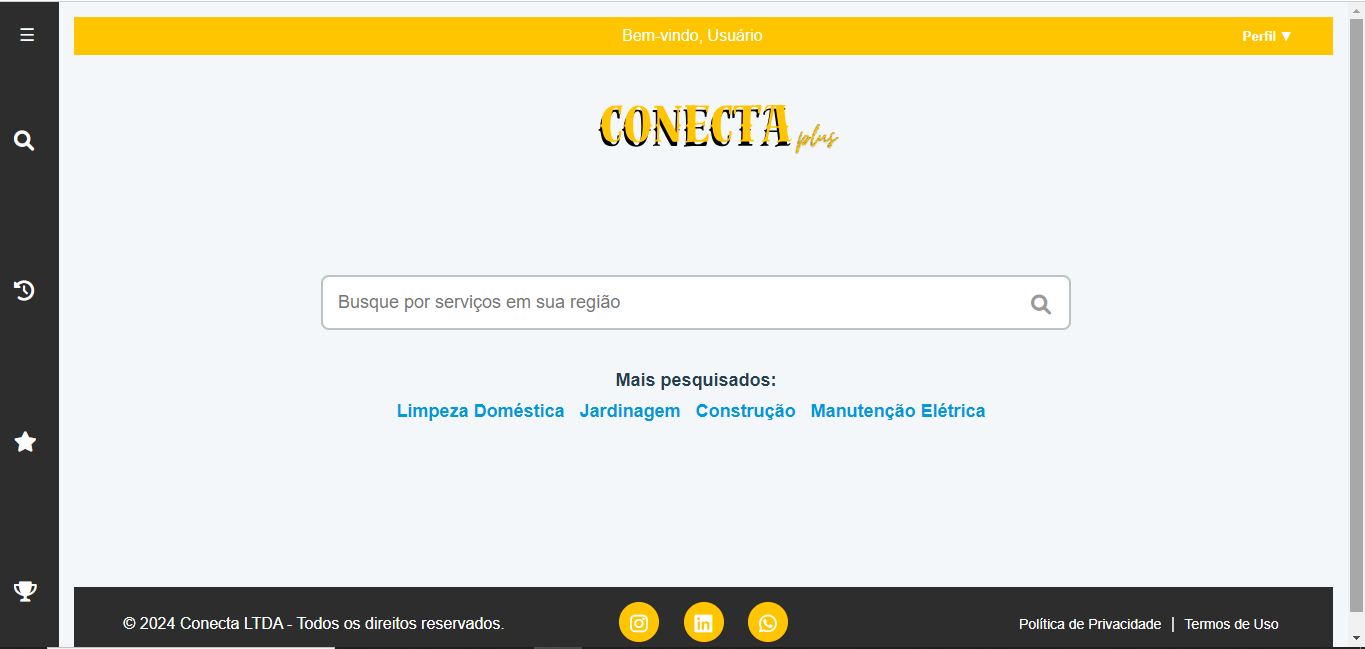 Bem-vindo, Usuário
Perfil ▼
CONECTA plus
Busque por serviços em sua região
Mais pesquisados:
Limpeza Doméstica Jardinagem Construção Manutenção Elétrica
© 2024 Conecta LTDA - Todos os direitos reservados.
Política de Privacidade | Termos de Uso